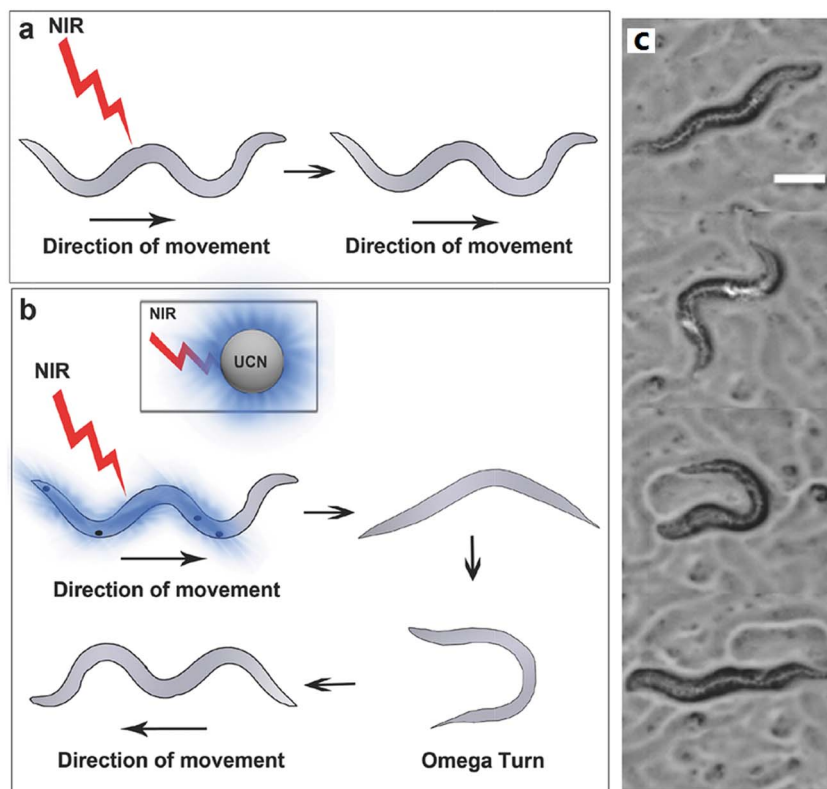 a
NIR
Direction of movement
Direction of movement
b
NIR
UCN
NIR
Direction of movement
Direction of movement
Omega Turn
C